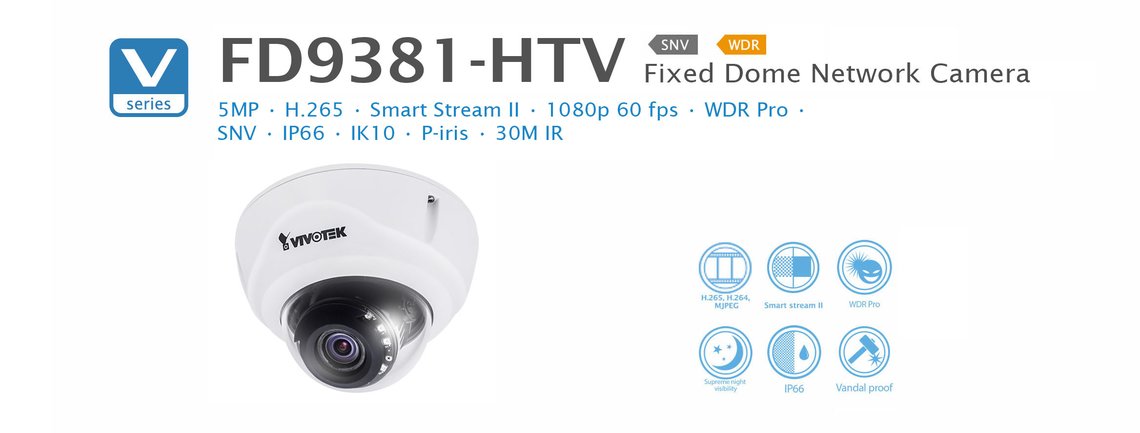 V
series
FD9381-HTV
SNV
WDR
Fixed Dome Network Camera
5MP · H.265 · Smart Stream II · 1080p 60 fps · WDR Pro ·
SNV · IP66 · IK10 · P-iris · 30M IR
VIVOTEK
H.265, H.264,
MJPEG
Smart stream II
WDR Pro
Supreme night
visibility
IP66
Vandal proof